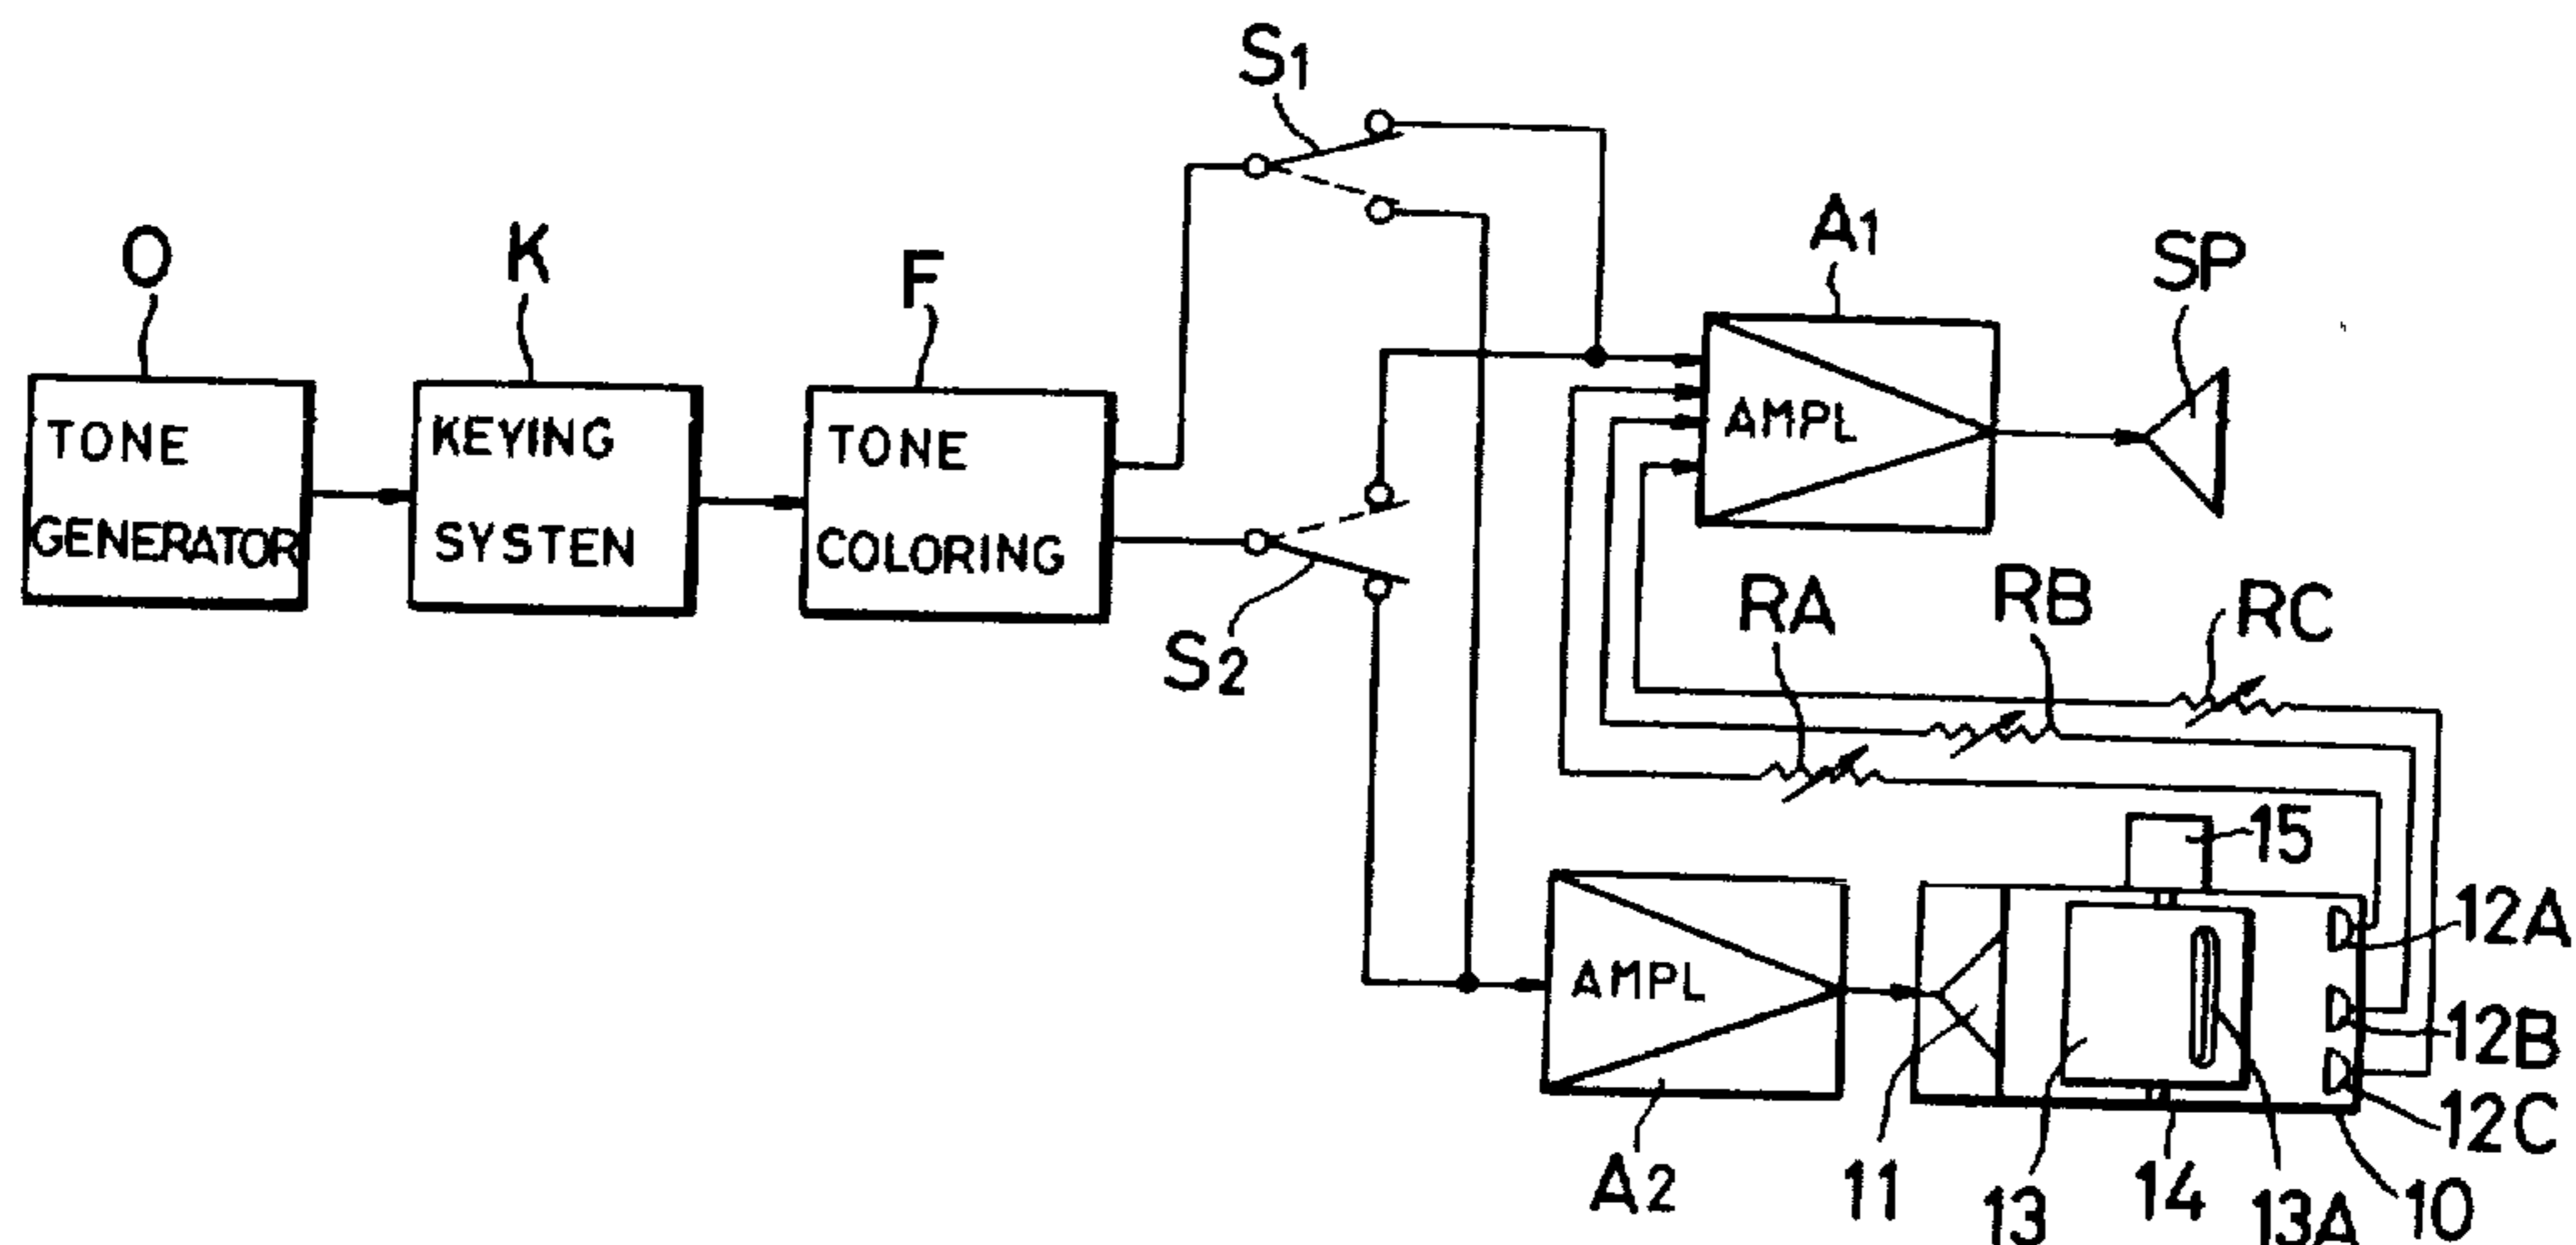 S1
O
K
F
A1
SP
TONE
GENERATOR
KEYING
SYSTEN
TONE
COLORING
AMPL
S2
RA
RB
RC
15
12A
12B
12C
AMPL
A2
11
13
14
13A
10